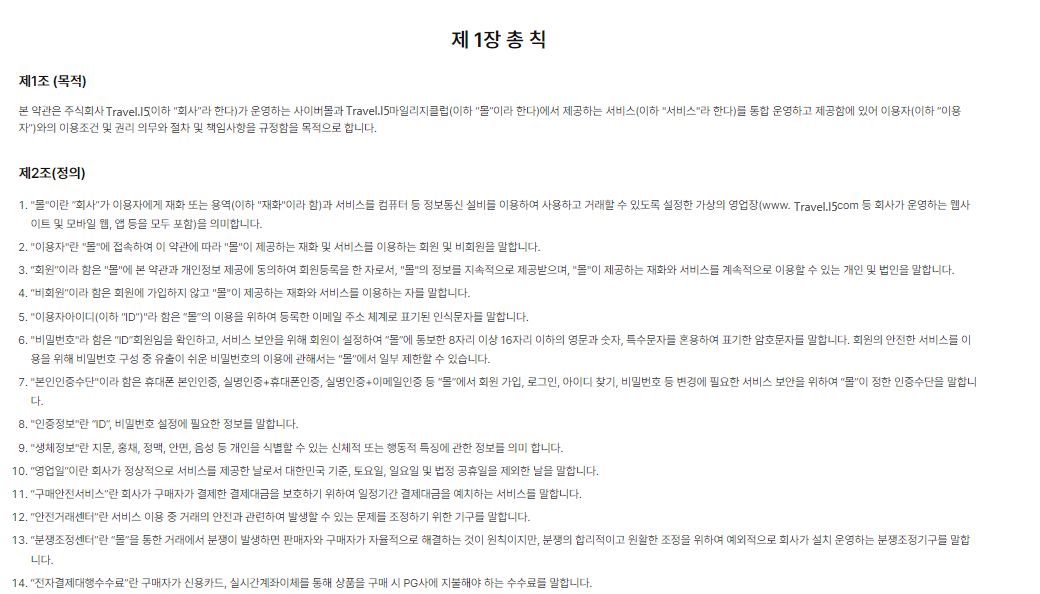 제 1장 총 칙
제1조 (목적)
본 약관은 주식회사 Travel.I5(이하 "회사"라 한다)가 운영하는 사이버몰과 Travel.I5마일리지클럽(이하 "몰"이라 한다)에서 제공하는 서비스(이하 "서비스"라 한다)를 통합 운영하고 제공함에 있어 이용자(이하 "이용
자")와의 이용조건 및 권리 의무와 절차 및 책임사항을 규정함을 목적으로 합니다.
제2조(정의)
1. "몰"이란 "회사"가 이용자에게 재화 또는 용역(이하 "재화"이라 함)과 서비스를 컴퓨터 등 정보통신 설비를 이용하여 사용하고 거래할 수 있도록 설정한 가상의 영업장(www. Travel.I5com 등 회사가 운영하는 웹사
이트 및 모바일 웹, 앱 등을 모두 포함)을 의미합니다.
2. "이용자"란 "몰"에 접속하여 이 약관에 따라 "몰"이 제공하는 재화 및 서비스를 이용하는 회원 및 비회원을 말합니다.
3. "회원"이라 함은 "몰"에 본 약관과 개인정보 제공에 동의하여 회원등록을 한 자로서, "몰"의 정보를 지속적으로 제공받으며, "몰"이 제공하는 재화와 서비스를 계속적으로 이용할 수 있는 개인 및 법인을 말합니다.
4. "비회원"이라 함은 회원에 가입하지 않고 "몰"이 제공하는 재화와 서비스를 이용하는 자를 말합니다.
5. "이용자아이디(이하 "ID")"라 함은 "몰"의 이용을 위하여 등록한 이메일 주소 체계로 표기된 인식문자를 말합니다.
6. "비밀번호"라 함은 "ID"회원임을 확인하고, 서비스 보안을 위해 회원이 설정하여 "몰"에 통보한 8자리 이상 16자리 이하의 영문과 숫자, 특수문자를 혼용하여 표기한 암호문자를 말합니다. 회원의 안전한 서비스를 이
용을 위해 비밀번호 구성 중 유출이 쉬운 비밀번호의 이용에 관해서는 "몰"에서 일부 제한할 수 있습니다.
7. "본인인증수단"이라 함은 휴대폰 본인인증, 실명인증+휴대폰인증, 실명인증+이메일인증 등 "몰"에서 회원 가입, 로그인, 아이디 찾기, 비밀번호 등 변경에 필요한 서비스 보안을 위하여 "몰"이 정한 인증수단을 말합니
다.
8. "인증정보"란 "ID", 비밀번호 설정에 필요한 정보를 말합니다.
9. "생체정보"란 지문, 홍채, 정맥, 안면, 음성 등 개인을 식별할 수 있는 신체적 또는 행동적 특징에 관한 정보를 의미 합니다.
10. "영업일"이란 회사가 정상적으로 서비스를 제공한 날로서 대한민국 기준, 토요일, 일요일 및 법정 공휴일을 제외한 날을 말합니다.
11. "구매안전서비스"란 회사가 구매자가 결제한 결제대금을 보호하기 위하여 일정기간 결제대금을 예치하는 서비스를 말합니다.
12. "안전거래센터"란 서비스 이용 중 거래의 안전과 관련하여 발생할 수 있는 문제를 조정하기 위한 기구를 말합니다.
13. "분쟁조정센터"란 "몰"을 통한 거래에서 분쟁이 발생하면 판매자와 구매자가 자율적으로 해결하는 것이 원칙이지만, 분쟁의 합리적이고 원활한 조정을 위하여 예외적으로 회사가 설치 운영하는 분쟁조정기구를 말합
니다.
14. "전자결제대행수수료"란 구매자가 신용카드, 실시간계좌이체를 통해 상품을 구매 시 PG사에 지불해야 하는 수수료를 말합니다.